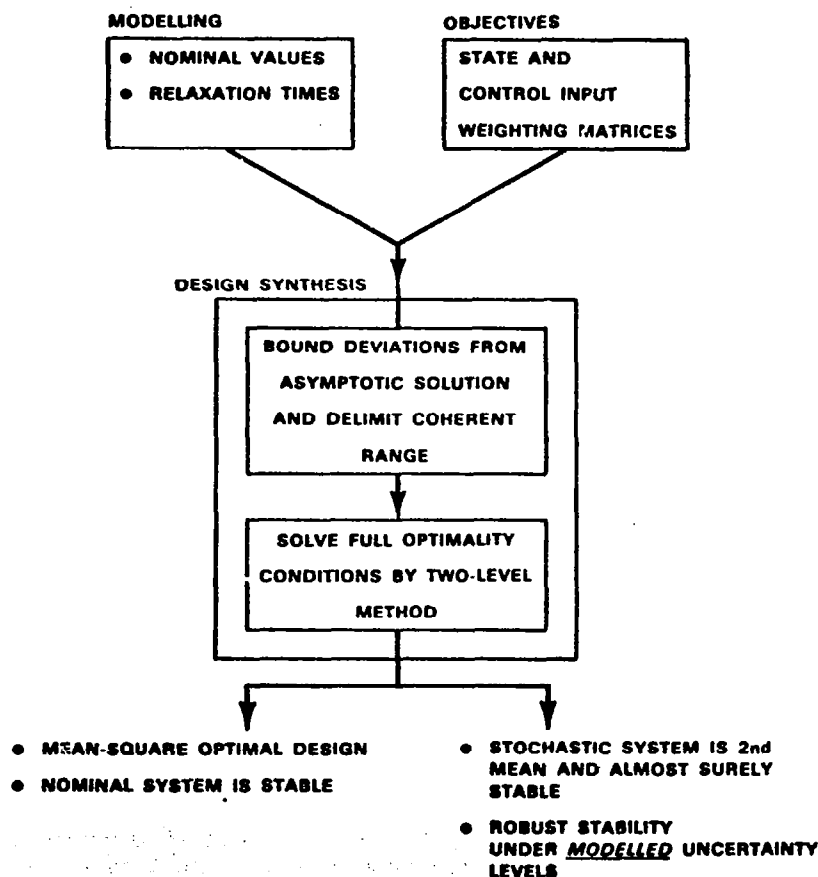 MODELLING
• NOMINAL VALUES
• RELAXATION TIMES
OBJECTIVES
STATE AND
CONTROL INPUT
WEIGHTING MATRICES
DESIGN SYNTHESIS
BOUND DEVIATIONS FROM
ASYMPTOTIC SOLUTION
AND DELIMIT COHERENT
RANGE
SOLVE FULL OPTIMALITY
CONDITIONS BY TWO-LEVEL
METHOD
• MEAN-SQUARE OPTIMAL DESIGN
• NOMINAL SYSTEM IS STABLE
• STOCHASTIC SYSTEM IS 2nd
MEAN AND ALMOST SURELY
STABLE
• ROBUST STABILITY
UNDER MODELLED UNCERTAINTY
LEVELS